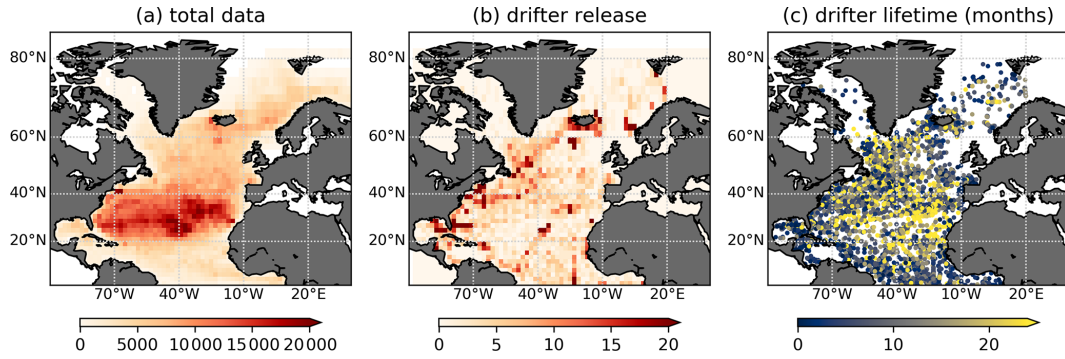 (a) total data
(b) drifter release
(c) drifter lifetime (months)
80°N
60°N
40°N
20°N
70°W 40°W 10°W 20°E
0 5000 10000 15000 20000
80°N
60°N
40°N
20°N
70°W 40°W 10°W 20°E
0 5 10 15 20
80°N
60°N
40°N
20°N
70°W 40°W 10°W 20°E
0 10 20